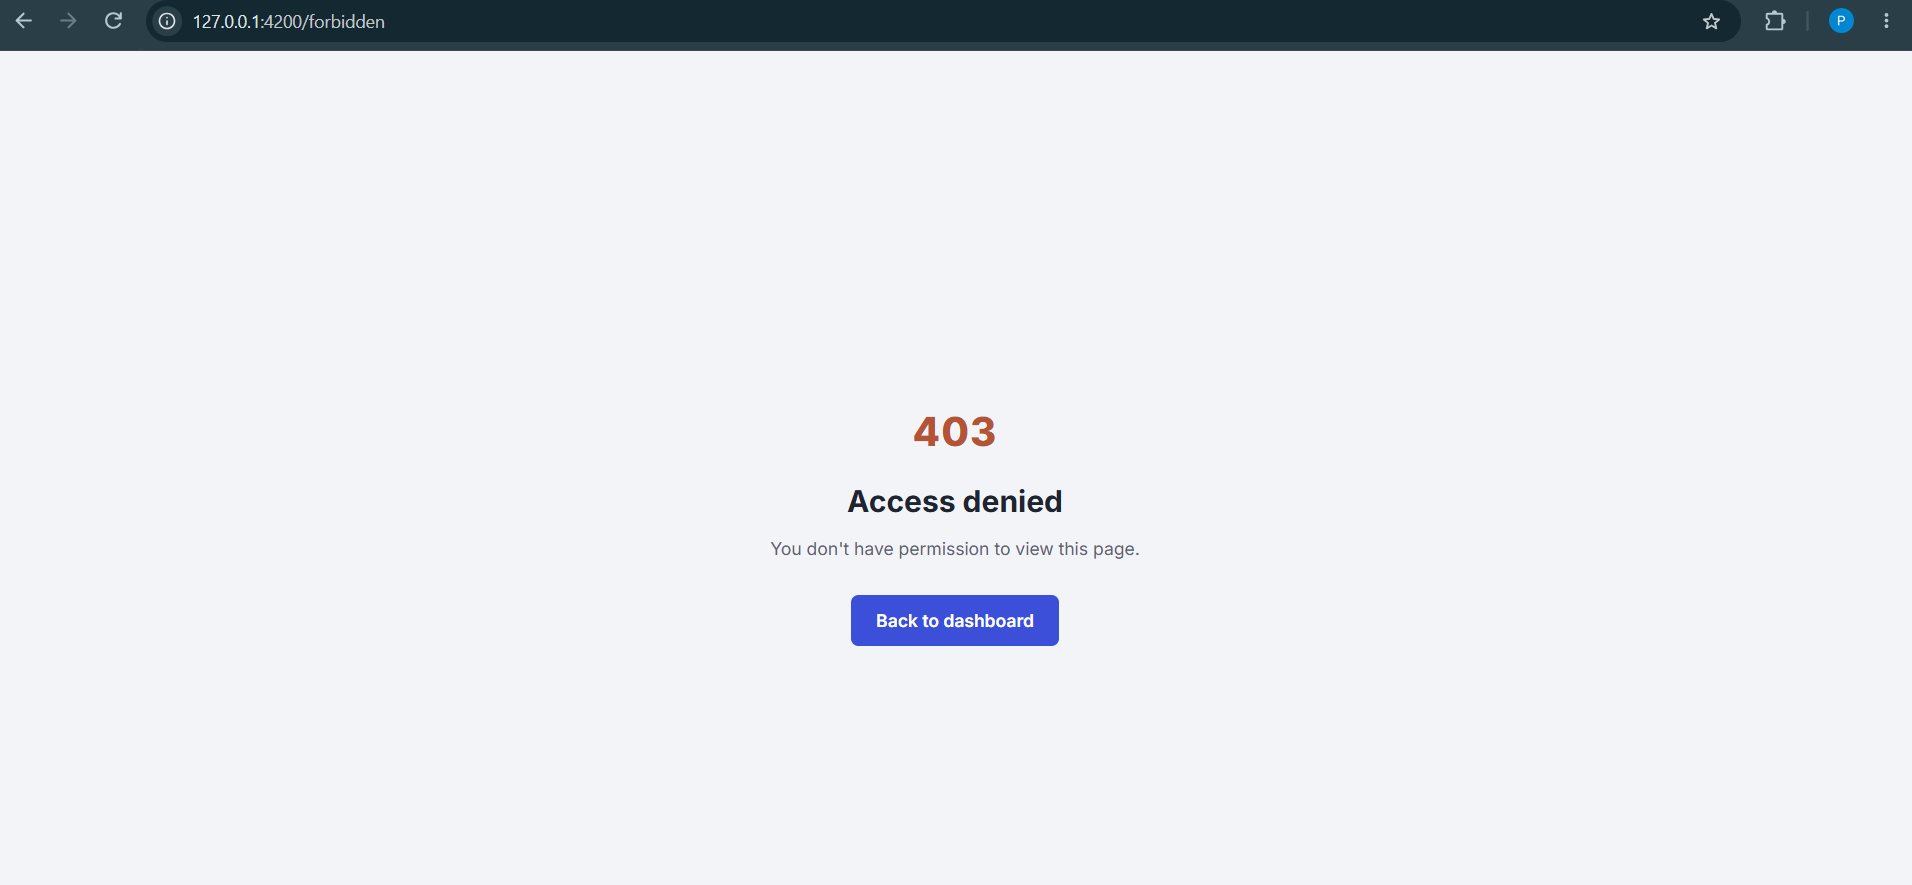 127.0.0.1:4200/forbidden
P
403
Access denied
You don't have permission to view this page.
Back to dashboard